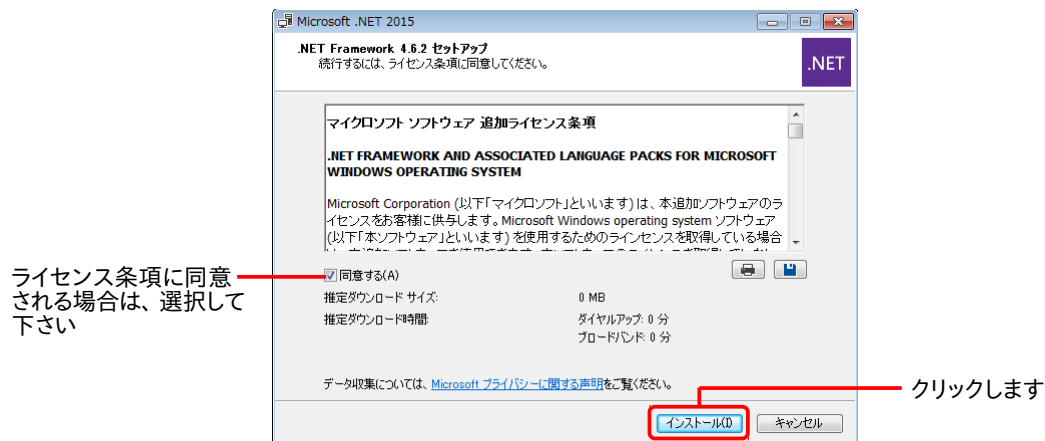 Microsoft .NET 2015
.NET Framework 4.6.2 セットアップ
続行するには、ライセンス条項に同意してください。
.NET
マイクロソフト ソフトウェア 追加ライセンス条項
.NET FRAMEWORK AND ASSOCIATED LANGUAGE PACKS FOR MICROSOFT
WINDOWS OPERATING SYSTEM
Microsoft Corporation (以下「マイクロソフト」といいます) は、本追加ソフトウェアのラ
イセンスをお客様に供与します。Microsoft Windows operating system ソフトウェア
(以下「本ソフトウェア」といいます) を使用するためのラインセンスを取得している場合
同意する(A)
ライセンス条項に同意
される場合は、選択して
下さい
推定ダウンロード サイズ:
0 MB
推定ダウンロード時間:
ダイヤルアップ: 0 分
ブロードバンド: 0 分
データ収集については、Microsoft プライバシーに関する声明をご覧ください。
クリックします
インストール(I)
キャンセル